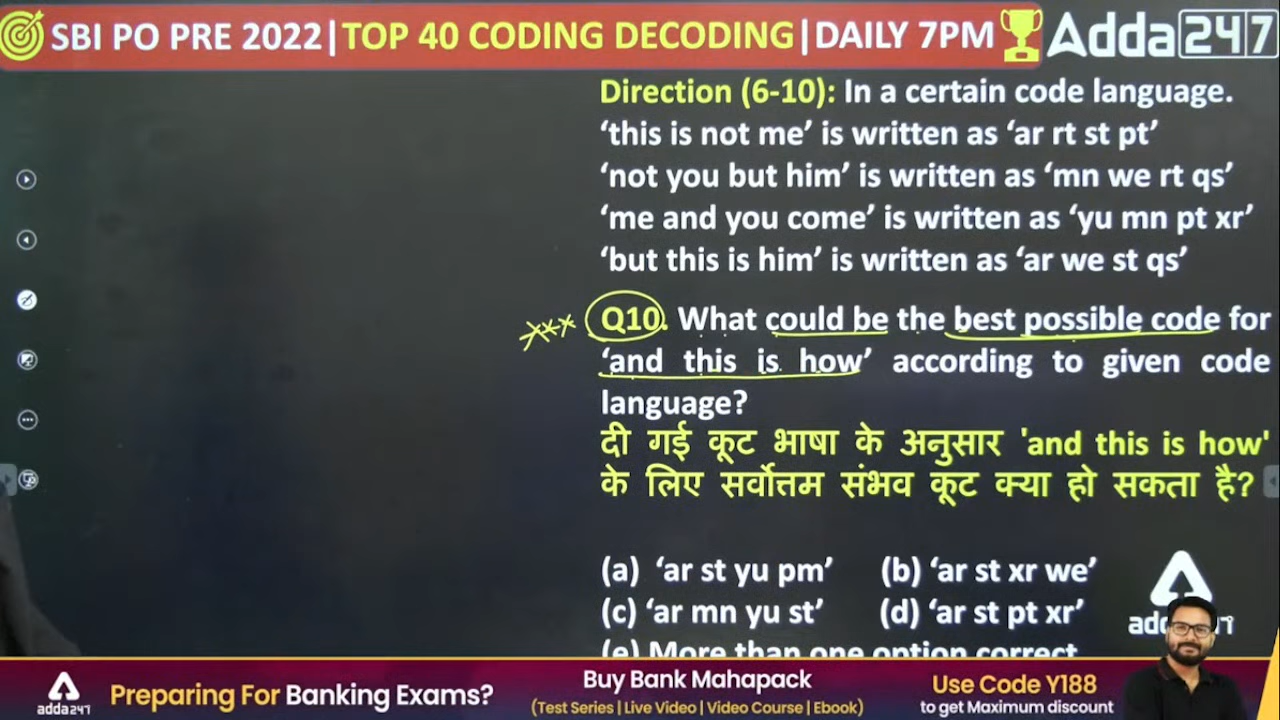 SBI PO PRE 2022|TOP 40 CODING DECODING|DAILY 7PM Adda247
Direction (6-10): In a certain code language.
‘this is not me’ is written as ‘ar rt st pt’
‘not you but him’ is written as ‘mn we rt qs’
‘me and you come’ is written as ‘yu mn pt xr’
‘but this is him’ is written as ‘ar we st qs’
Q10. What could be the best possible code for
‘and this is how’ according to given code
language?
दी गई कूट भाषा के अनुसार 'and this is how'
के लिए सर्वोत्तम संभव कूट क्या हो सकता है?
(a) ‘ar st yu pm’ (b) ‘ar st xr we’
(c) ‘ar mn yu st’ (d) ‘ar st pt xr’
(e) More than one option correct
adda247
Preparing For Banking Exams?
Buy Bank Mahapack
(Test Series | Live Video | Video Course | Ebook)
Use Code Y188
to get Maximum discount